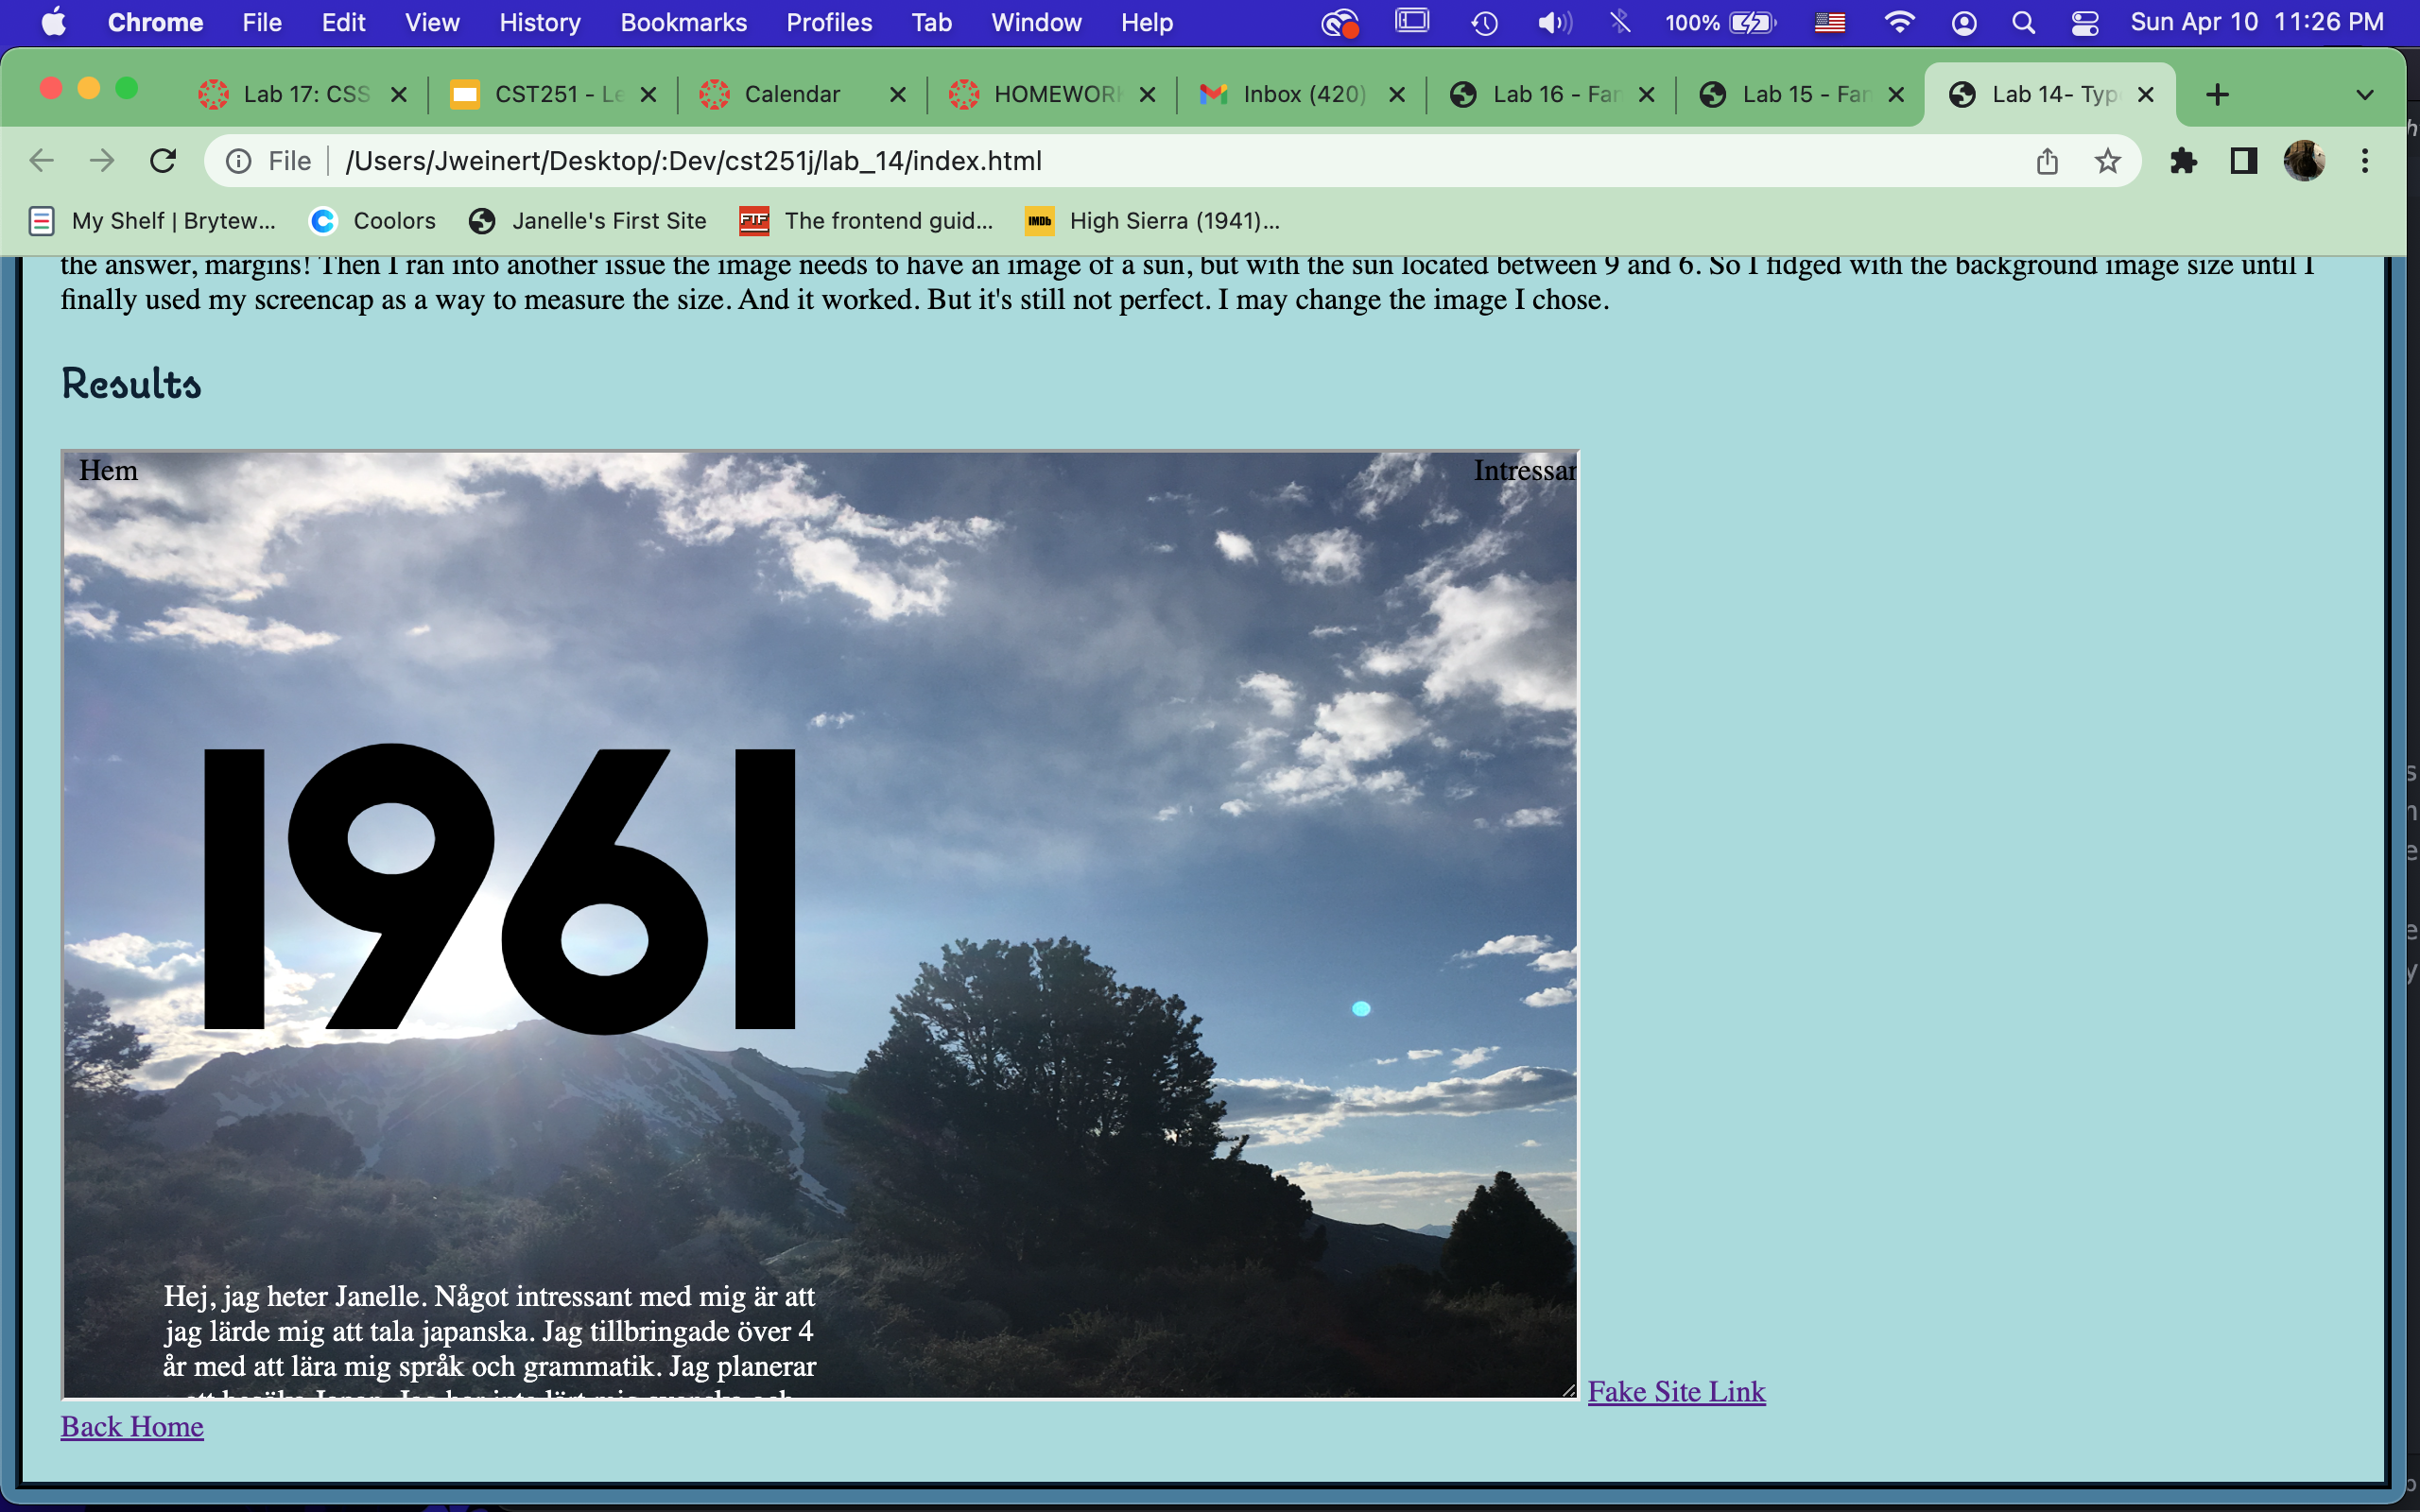 Chrome File Edit View History Bookmarks Profiles Tab Window Help 100% Sun Apr 10 11:26 PM
Lab 17: CSS CST251 - Le Calendar HOMEWORK Inbox (420) Lab 16 - Fan Lab 15 - Fan Lab 14- Typ
File /Users/Jweinert/Desktop/:Dev/cst251j/lab_14/index.html
My Shelf | Brytew... Coolors Janelle's First Site FTF The frontend guid... IMDb High Sierra (1941)...
the answer, margins! Then I ran into another issue the image needs to have an image of a sun, but with the sun located between 9 and 6. So I fidged with the background image size until I
finally used my screencap as a way to measure the size. And it worked. But it's still not perfect. I may change the image I chose.
Results
Hem Intressan
1961
Hej, jag heter Janelle. Något intressant med mig är att
jag lärde mig att tala japanska. Jag tillbringade över 4
år med att lära mig språk och grammatik. Jag planerar
Fake Site Link
Back Home